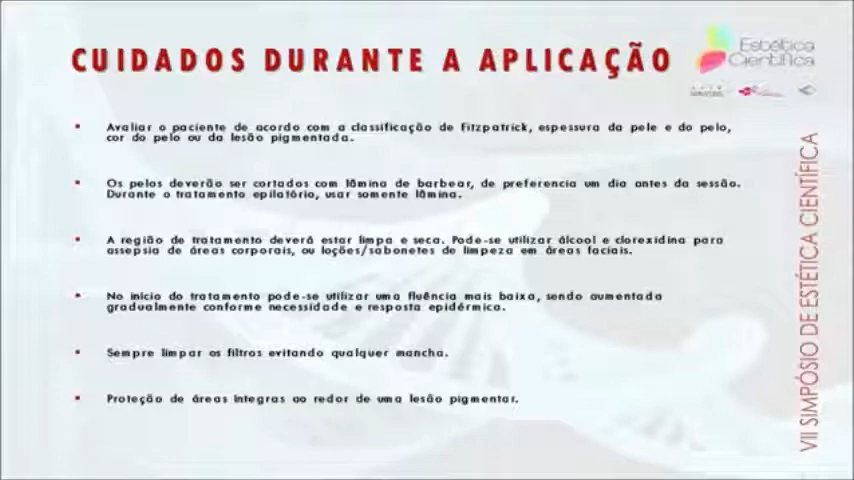 CUIDADOS DURANTE A APLICAÇÃO
Estética
Científica
Avaliar o paciente de acordo com a classificação de Fitzpatrick, espessura da pele e do pelo,
cor do pelo ou da lesão pigmentada.
Os pelos deverão ser cortados com lâmina de barbear, de preferencia um dia antes da sessão.
Durante o tratamento epilatório, usar somente lâmina.
A região de tratamento deverá estar limpa e seca. Pode-se utilizar álcool e clorexidina para
assepsia de áreas corporais, ou loções/sabonetes de limpeza em áreas faciais.
No início do tratamento pode-se utilizar uma fluência mais baixa, sendo aumentada
gradualmente conforme necessidade e resposta epidérmica.
Sempre limpar os filtros evitando qualquer mancha.
Proteção de áreas íntegras ao redor de uma lesão pigmentar.
VII SIMPÓSIO DE ESTÉTICA CIENTÍFICA